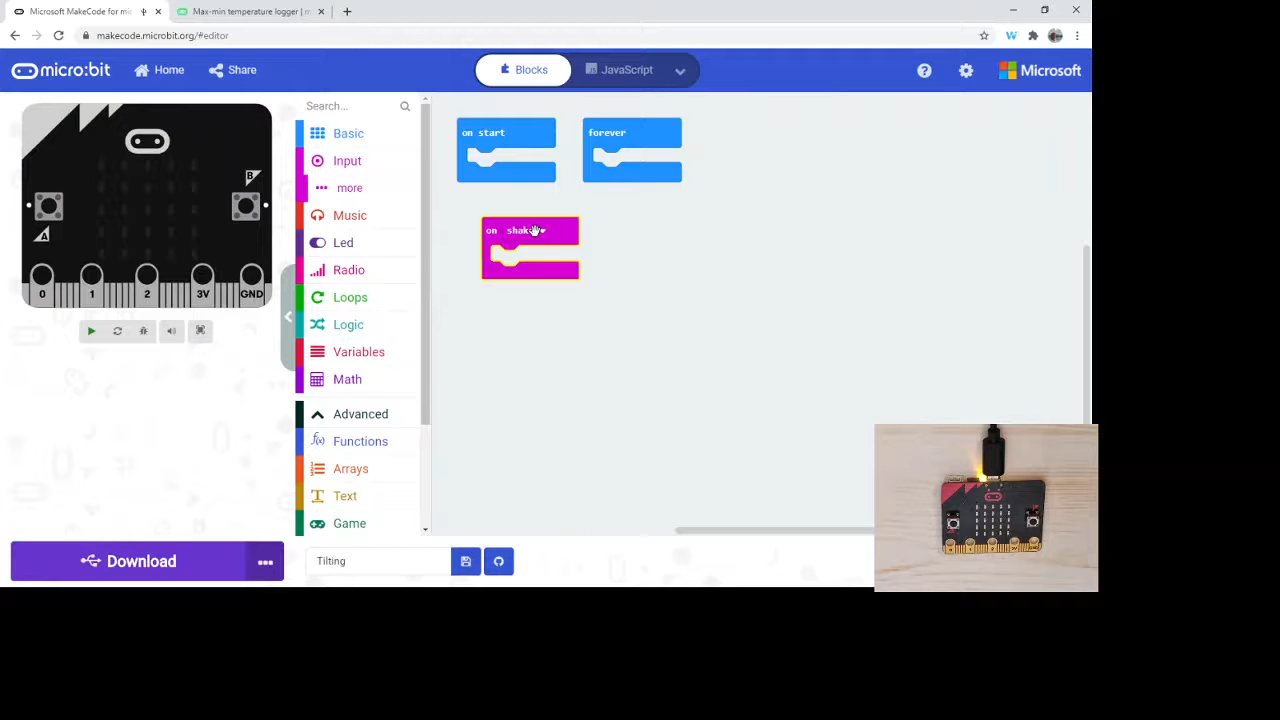 Microsoft MakeCode for mic
Max-min temperature logger | m
makecode.microbit.org/#editor
micro:bit
Home
Share
Blocks
JavaScript
Microsoft
Search...
Basic
Input
more
Music
Led
Radio
Loops
Logic
Variables
Math
Advanced
Functions
Arrays
Text
Game
on start
forever
on shake
A
B
0
1
2
3V
GND
Download
Tilting